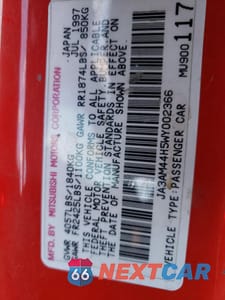 MFD BY MITSUBISHI MOTORS CORPORATION JAPAN
GVWR 4057LBS/1840KG JUL 1997
GAWR FR2425LBS/1100KG GAWR RR1874LBS/850KG
THIS VEHICLE CONFORMS TO ALL APPLICABLE
FEDERAL MOTOR VEHICLE SAFETY, BUMPER AND
THEFT PREVENTION STANDARDS IN EFFECT ON THE
DATE OF MANUFACTURE SHOWN ABOVE.
JA3AM44H5WY002366
VEHICLE TYPE:PASSENGER CAR
MU900117
66 NEXTCAR